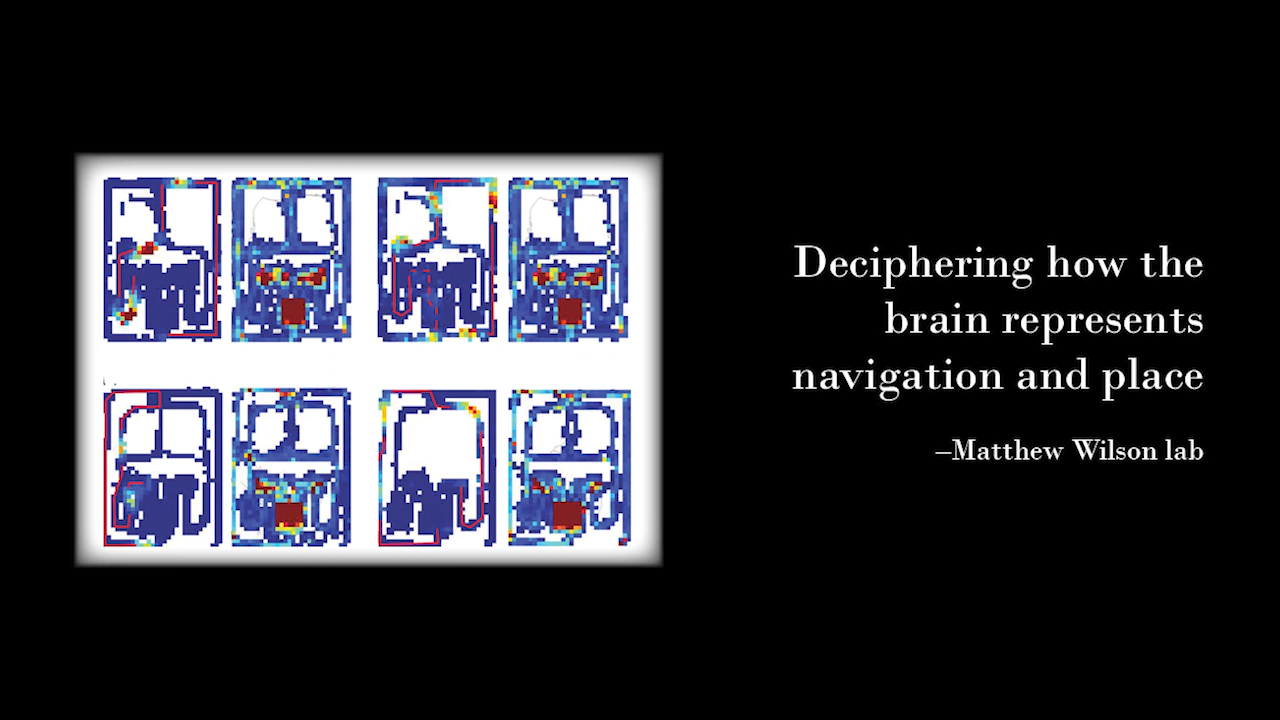 Deciphering how the
brain represents
navigation and place
–Matthew Wilson lab